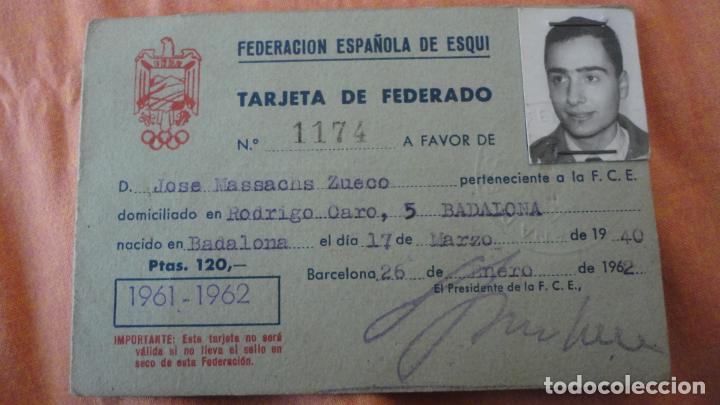 FEDERACION ESPAÑOLA DE ESQUI
TARJETA DE FEDERADO
N.º 1174 A FAVOR DE
D. Jose Massachs Zueco perteneciente a la F. C. E.
domiciliado en Rodrigo Caro, 5 BADALONA
nacido en Badalona el día 17 de Marzo de 1940
Ptas. 120,—
Barcelona 26 de Enero de 1962
1961-1962
El Presidente de la F. C. E.,
IMPORTANTE: Esta tarjeta no será
válida si no lleva el sello en
seco de esta Federación.
todocoleccion.net